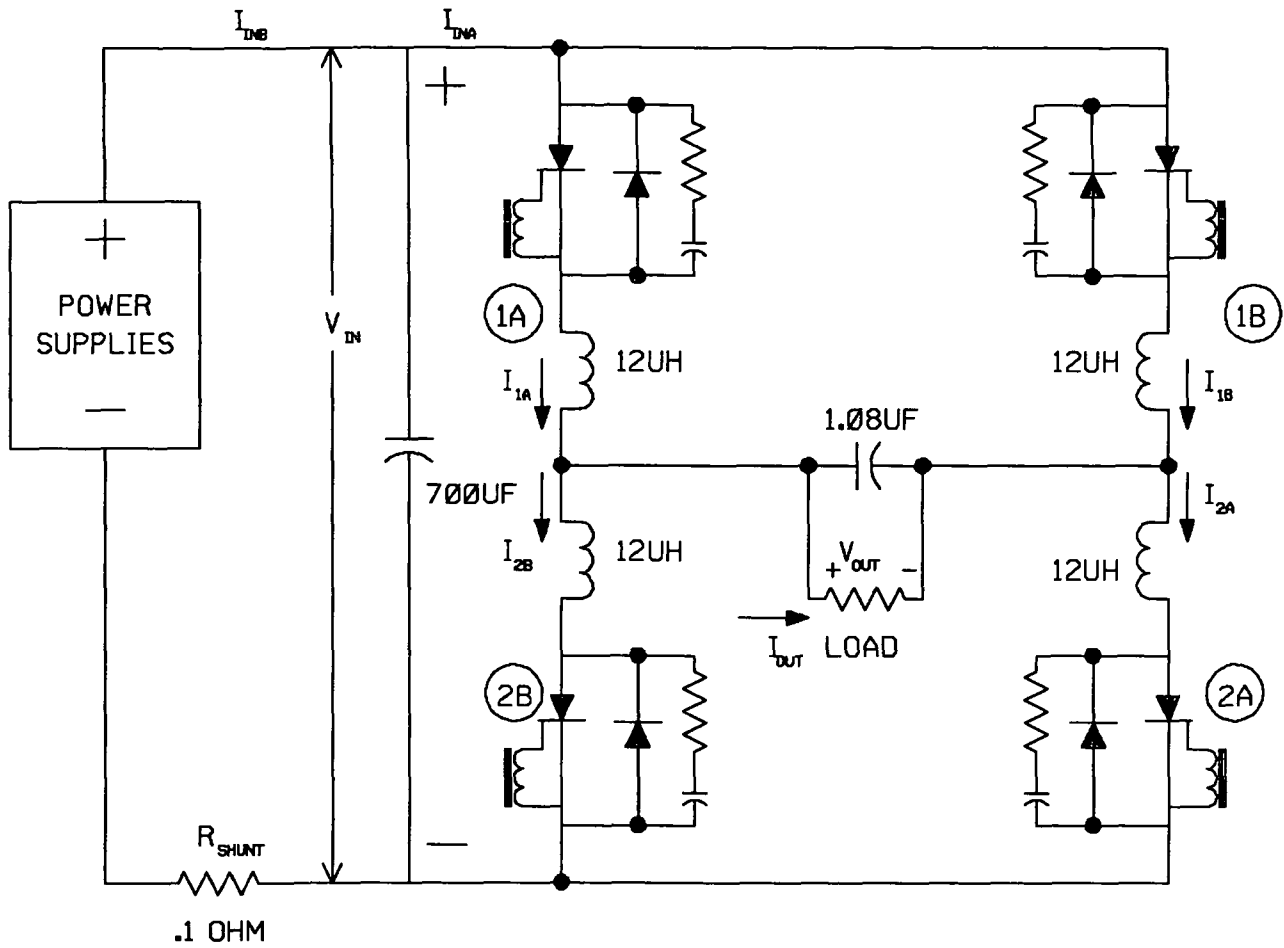 I_INB
I_INA
+
+
POWER
SUPPLIES
—
V_IN
1A
1B
12UH
12UH
I_1A
I_1B
1.08UF
700UF
I_2B
I_2A
12UH
12UH
+ V_OUT -
I_OUT LOAD
2B
2A
R_SHUNT
—
.1 OHM